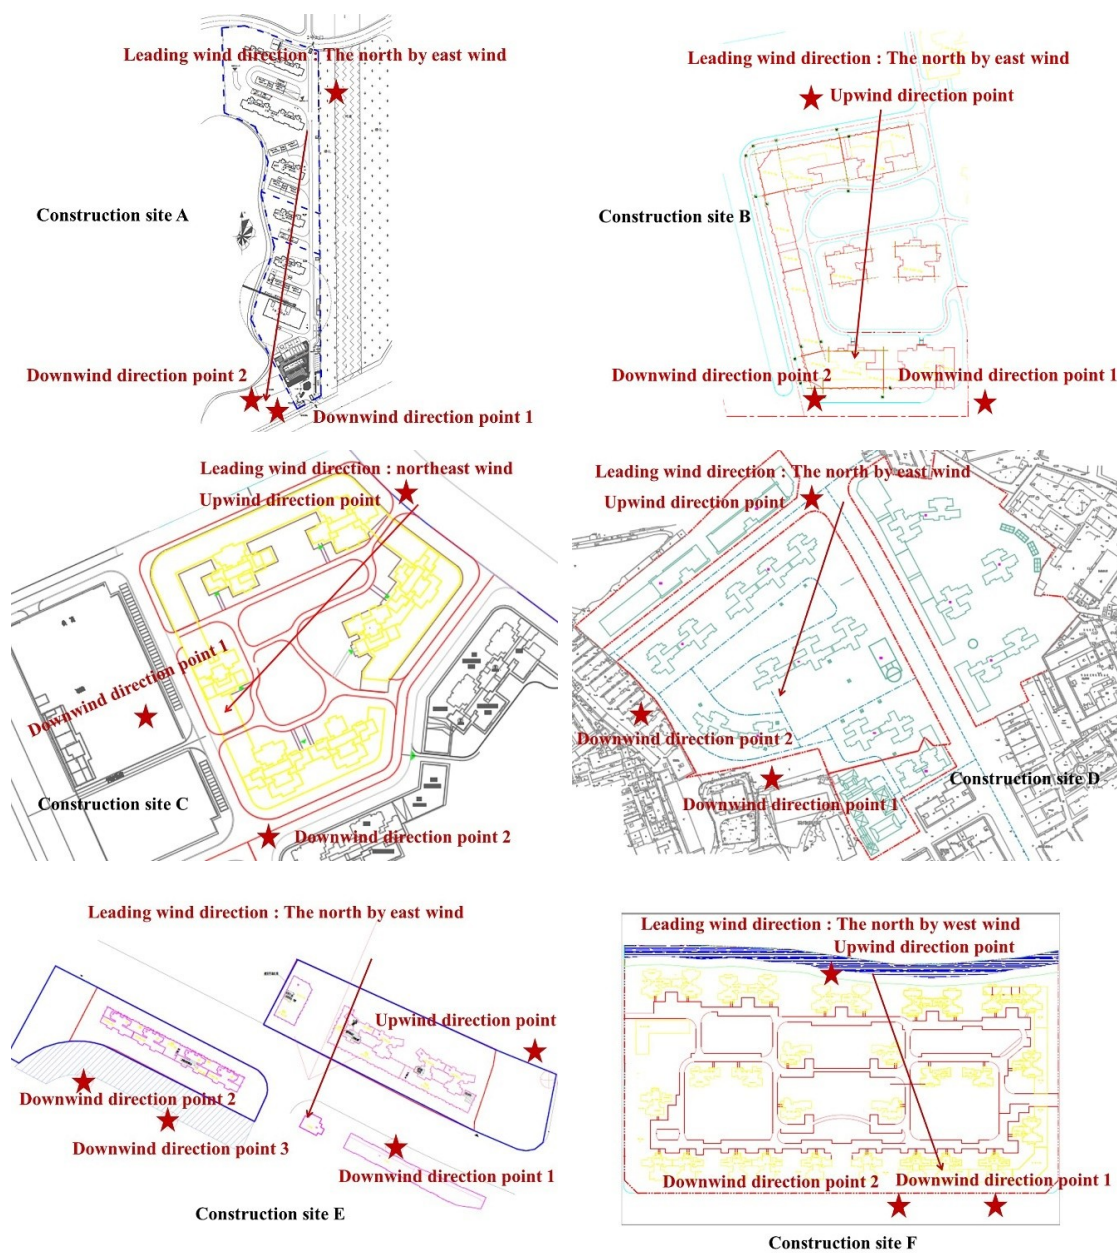 Leading wind direction : The north by east wind
Construction site A
Downwind direction point 2
Downwind direction point 1
Leading wind direction : The north by east wind
Upwind direction point
Construction site B
Downwind direction point 2
Downwind direction point 1
Leading wind direction : northeast wind
Upwind direction point
Downwind direction point 1
Construction site C
Downwind direction point 2
Leading wind direction : The north by east wind
Upwind direction point
Downwind direction point 2
Construction site D
Downwind direction point 1
Leading wind direction : The north by east wind
Upwind direction point
Downwind direction point 2
Downwind direction point 3
Downwind direction point 1
Construction site E
Leading wind direction : The north by west wind
Upwind direction point
Downwind direction point 2
Downwind direction point 1
Construction site F